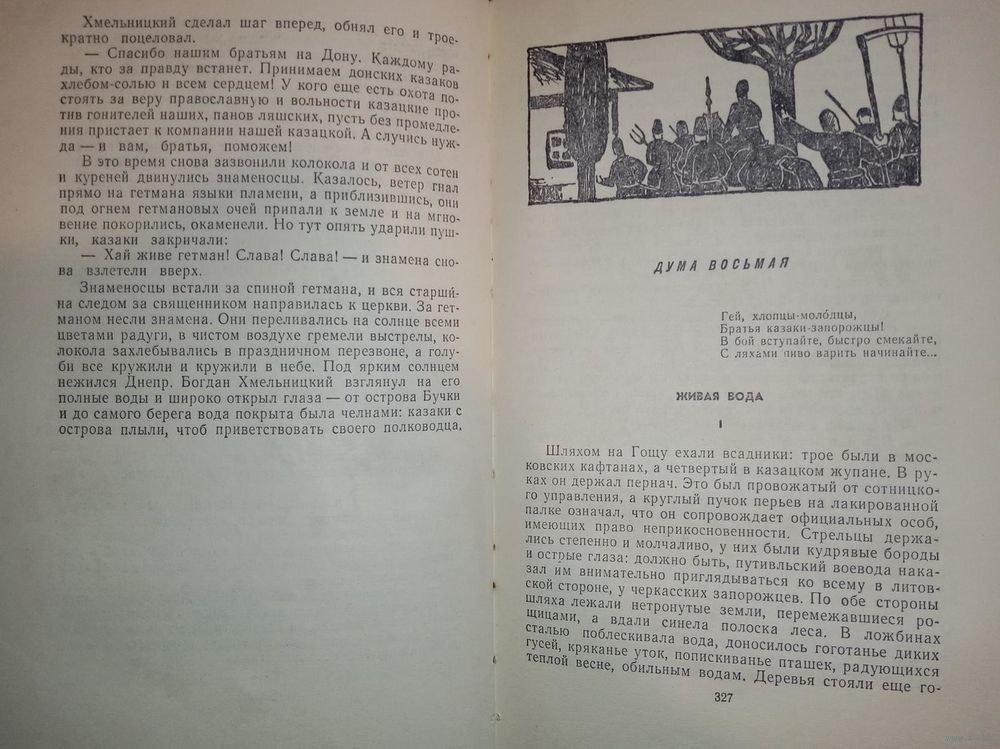 Хмельницкий сделал шаг вперед, обнял его и трое-
кратно поцеловал.
— Спасибо нашим братьям на Дону. Каждому ра-
ды, кто за правду встанет. Принимаем донских казаков
хлебом-солью и всем сердцем! У кого еще есть охота по-
стоять за веру православную и вольности казацкие про-
тив гонителей наших, панов ляшских, пусть без промедле-
ния пристает к компании нашей казацкой. А случись нуж-
да — и вам, братья, поможем!
В это время снова зазвонили колокола и от всех сотен
и куреней двинулись знаменосцы. Казалось, ветер гнал
прямо на гетмана языки пламени, а приблизившись, они
под огнем гетмановых очей припали к земле и на мгно-
вение покорились, окаменели. Но тут опять ударили пуш-
ки, казаки закричали:
— Хай живе гетман! Слава! Слава! — и знамена сно-
ва взлетели вверх.
Знаменосцы встали за спиной гетмана, и вся старши́-
на следом за священником направилась к церкви. За гет-
маном несли знамена. Они переливались на солнце всеми
цветами радуги, в чистом воздухе гремели выстрелы, ко-
локола захлебывались в праздничном перезвоне, а голу-
би все кружили и кружили в небе. Под ярким солнцем
нежился Днепр. Богдан Хмельницкий взглянул на его
полные воды и широко открыл глаза — от острова Бучки
и до самого берега вода покрыта была челнами: казаки с
острова плыли, чтоб приветствовать своего полководца.
ДУМА ВОСЬМАЯ
Гей, хлопцы-моло́дцы,
Братья казаки-запорожцы!
В бой вступайте, быстро смекайте,
С ляхами пиво варить начинайте...
ЖИВАЯ ВОДА
I
Шляхом на Гощу ехали всадники: трое были в мос-
ковских кафтанах, а четвертый в казацком жупане. В ру-
ках он держал пернач. Это был провожатый от сотницко-
го управления, а круглый пучок перьев на лакированной
палке означал, что он сопровождает официальных особ,
имеющих право неприкосновенности. Стрельцы держа-
лись степенно и молчаливо, у них были кудрявые бороды
и острые глаза: должно быть, путивльский воевода нака-
зал им внимательно приглядываться ко всему в литов-
ской стороне, у черкасских запорожцев. По обе стороны
шляха лежали нетронутые земли, перемежавшиеся ро-
щицами, а вдали синела полоска леса. В ложбинах
сталью поблескивала вода, доносилось гоготанье диких
гусей, кряканье уток, попискиванье пташек, радующихся
теплой весне, обильным водам. Деревья стояли еще го-
327